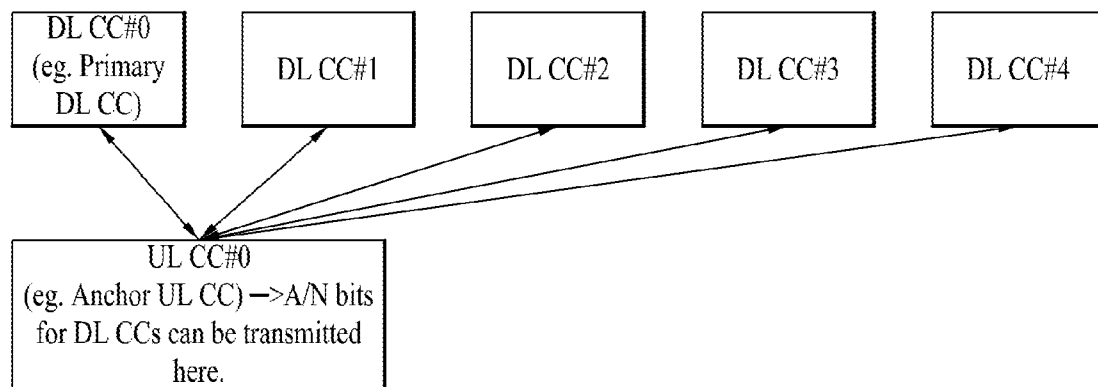 DL CC#0
(eg. Primary
DL CC)
DL CC#1
DL CC#2
DL CC#3
DL CC#4
UL CC#0
(eg. Anchor UL CC) —>A/N bits
for DL CCs can be transmitted
here.